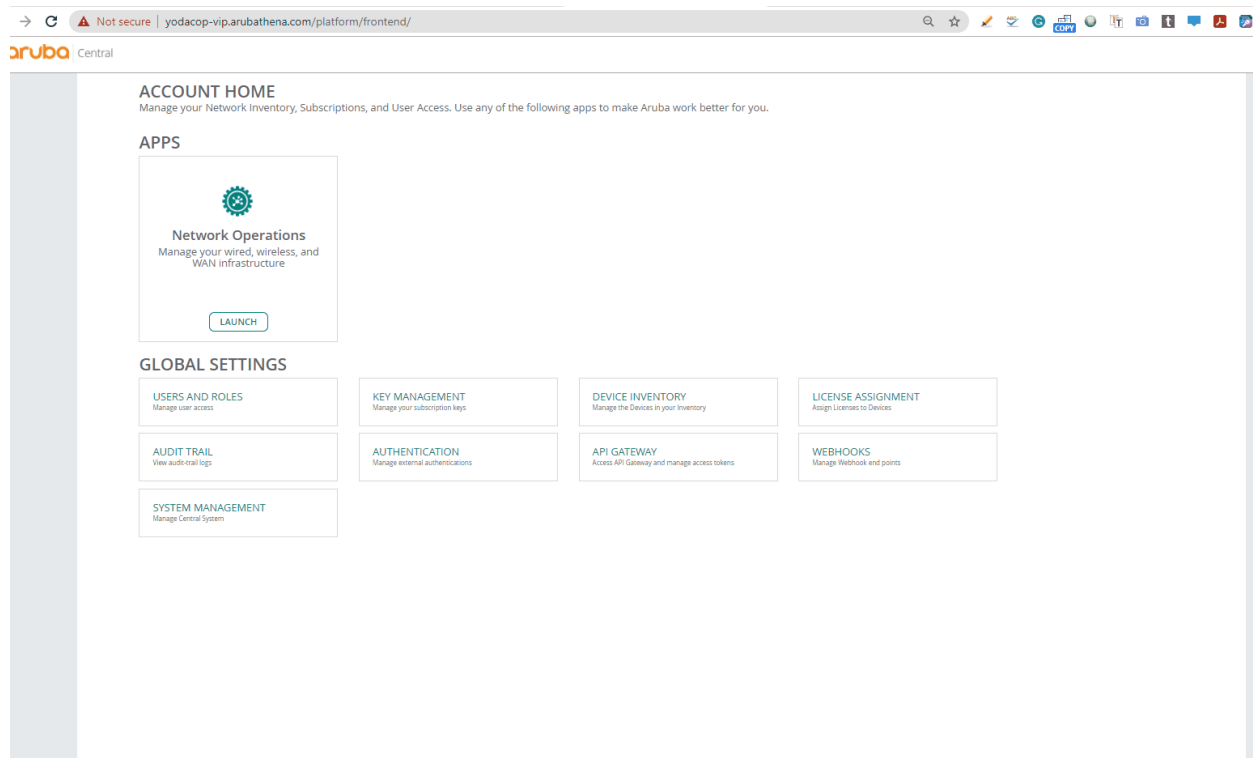 Not secure | yodacop-vip.arubathena.com/platform/frontend/
COPY
aruba Central
ACCOUNT HOME
Manage your Network Inventory, Subscriptions, and User Access. Use any of the following apps to make Aruba work better for you.
APPS
Network Operations
Manage your wired, wireless, and
WAN infrastructure
LAUNCH
GLOBAL SETTINGS
USERS AND ROLES
Manage user access
KEY MANAGEMENT
Manage your subscription keys
DEVICE INVENTORY
Manage the Devices in your Inventory
LICENSE ASSIGNMENT
Assign Licenses to Devices
AUDIT TRAIL
View audit-trail logs
AUTHENTICATION
Manage external authentications
API GATEWAY
Access API Gateway and manage access tokens
WEBHOOKS
Manage Webhook end points
SYSTEM MANAGEMENT
Manage Central System